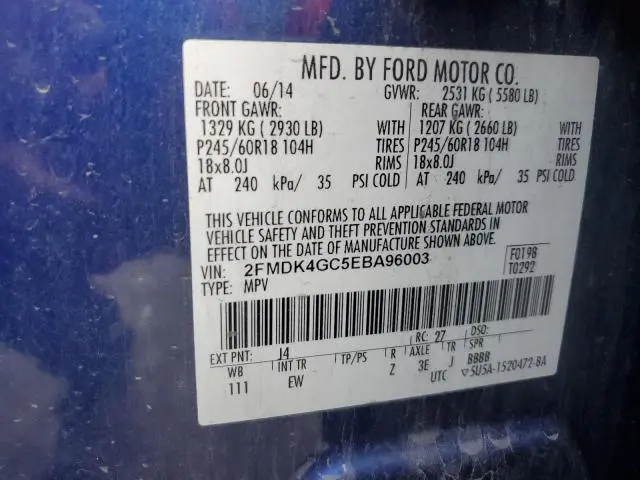 MFD. BY FORD MOTOR CO.
DATE: 06/14 GVWR: 2531 KG ( 5580 LB)
FRONT GAWR: REAR GAWR:
1329 KG ( 2930 LB) WITH 1207 KG ( 2660 LB) WITH
P245/60R18 104H TIRES P245/60R18 104H TIRES
18x8.0J RIMS 18x8.0J RIMS
AT 240 kPa/ 35 PSI COLD AT 240 kPa/ 35 PSI COLD
THIS VEHICLE CONFORMS TO ALL APPLICABLE FEDERAL MOTOR
VEHICLE SAFETY AND THEFT PREVENTION STANDARDS IN
EFFECT ON THE DATE OF MANUFACTURE SHOWN ABOVE.
VIN: 2FMDK4GC5EBA96003 F0198
TYPE: MPV T0292
RC: 27 DSO:
EXT PNT: J4
WB INT TR TP/PS R AXLE TR SPR
111 EW Z 3E J BBBB
UTC ▽5U5A-1520472-BA